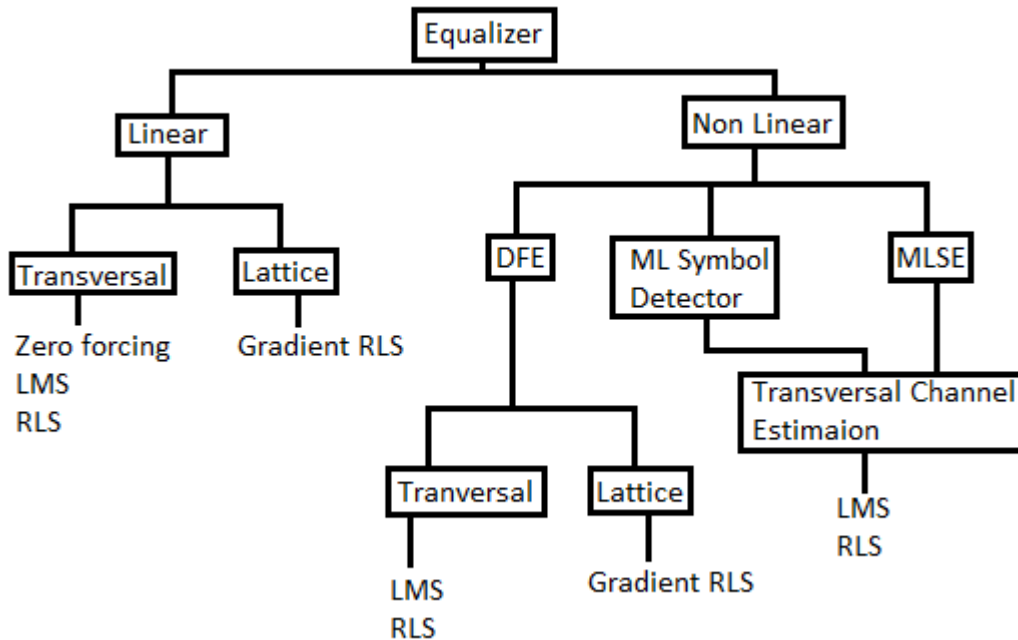 Equalizer
Linear
Non Linear
Transversal
Lattice
DFE
ML Symbol
Detector
MLSE
Zero forcing
LMS
RLS
Gradient RLS
Transversal Channel
Estimaion
Tranversal
Lattice
LMS
RLS
Gradient RLS
LMS
RLS